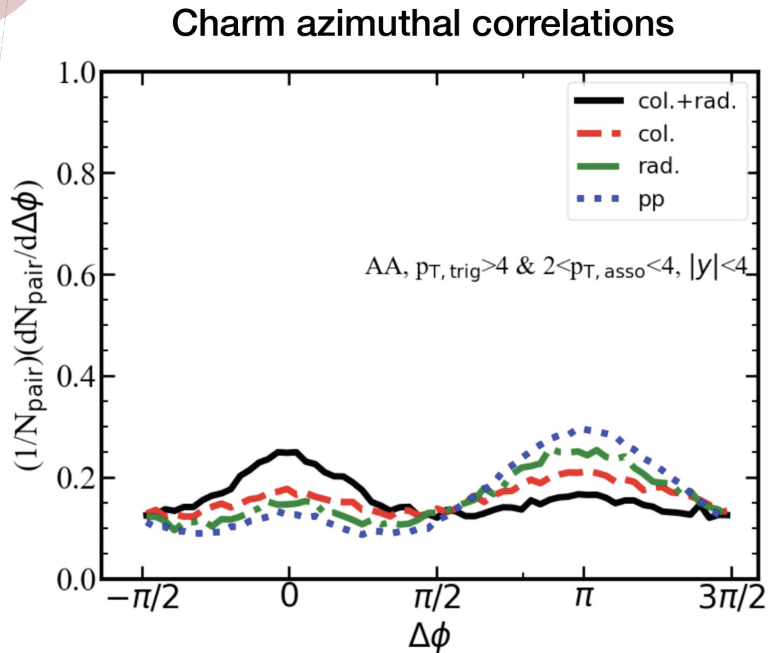 Charm azimuthal correlations
(1/N_pair)(dN_pair/dΔϕ)
1.0
0.8
0.6
0.4
0.2
0.0
col.+rad.
col.
rad.
pp
AA, p_T, trig>4 & 2<p_T, asso<4, |y|<4
−π/2
0
π/2
π
3π/2
Δϕ